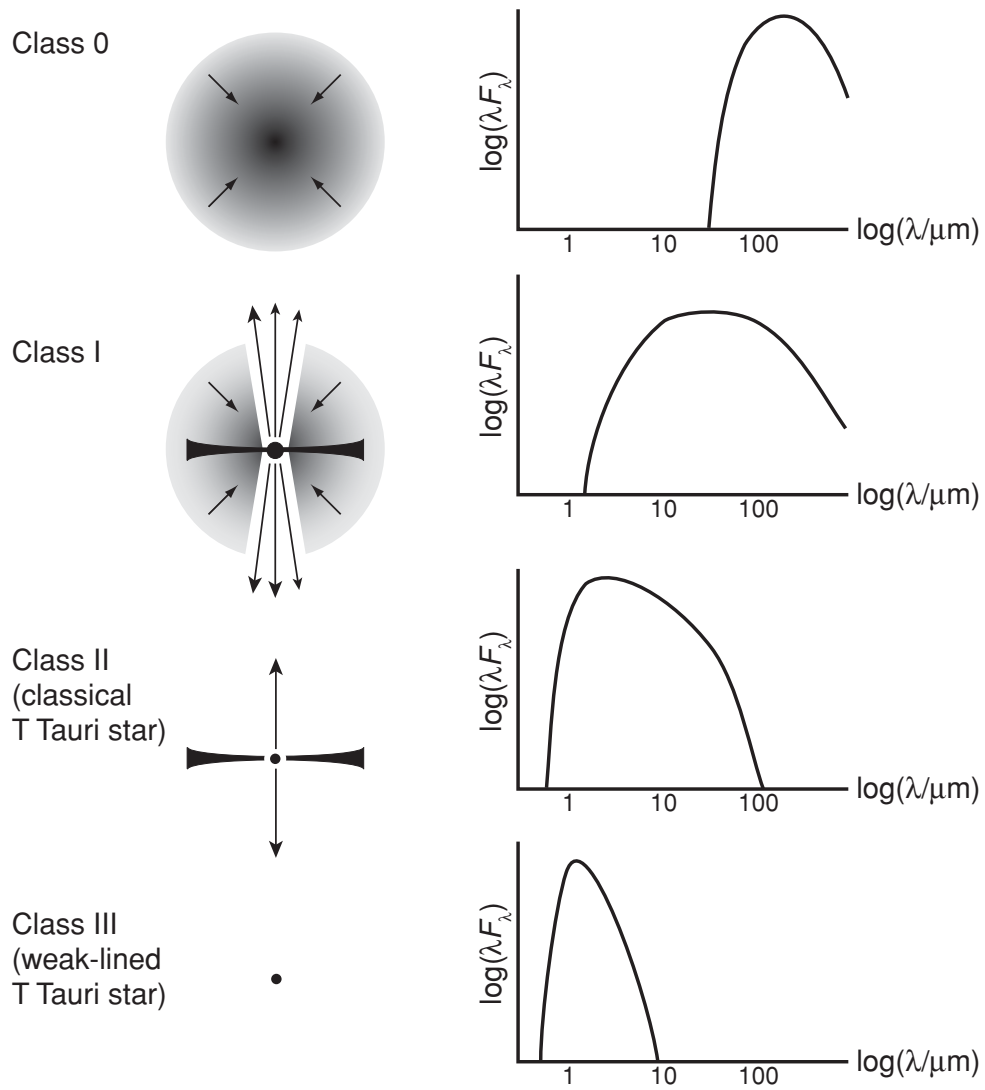 Class 0
log(λF_λ)
1 10 100
log(λ/μm)
Class I
log(λF_λ)
1 10 100
log(λ/μm)
Class II
(classical
T Tauri star)
log(λF_λ)
1 10 100
log(λ/μm)
Class III
(weak-lined
T Tauri star)
log(λF_λ)
1 10 100
log(λ/μm)